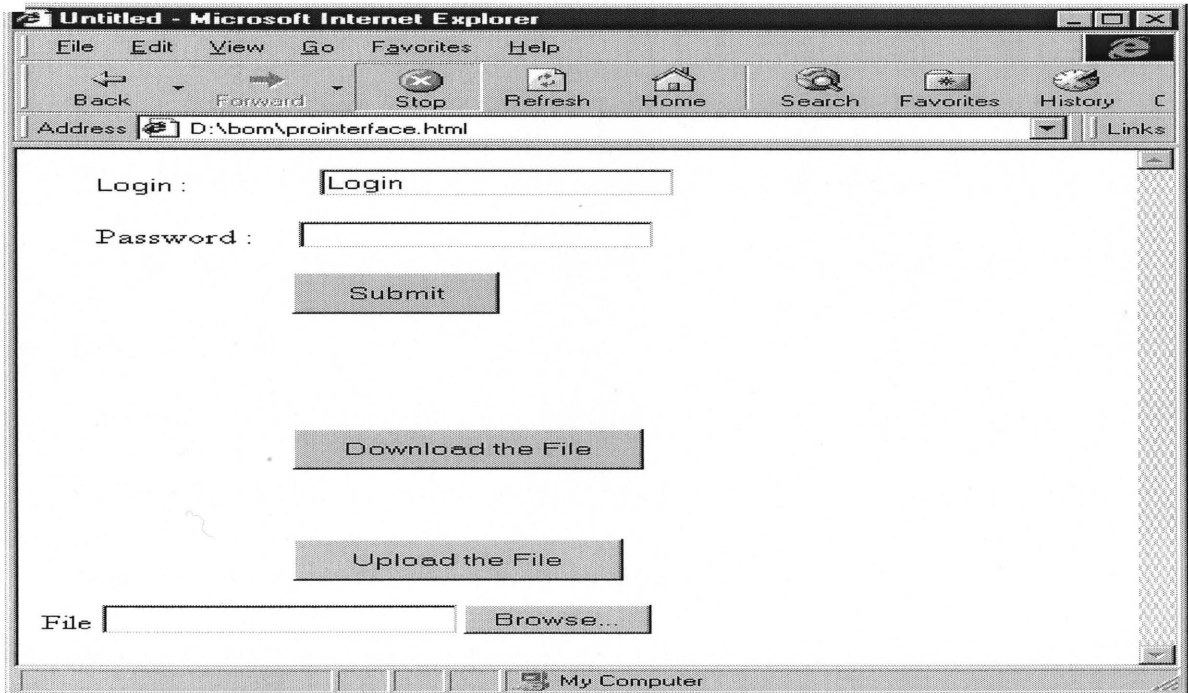 Untitled - Microsoft Internet Explorer
File Edit View Go Favorites Help
Back Forward Stop Refresh Home Search Favorites History C
Address D:\bom\prointerface.html Links
Login : Login
Password :
Submit
Download the File
Upload the File
File Browse...
My Computer